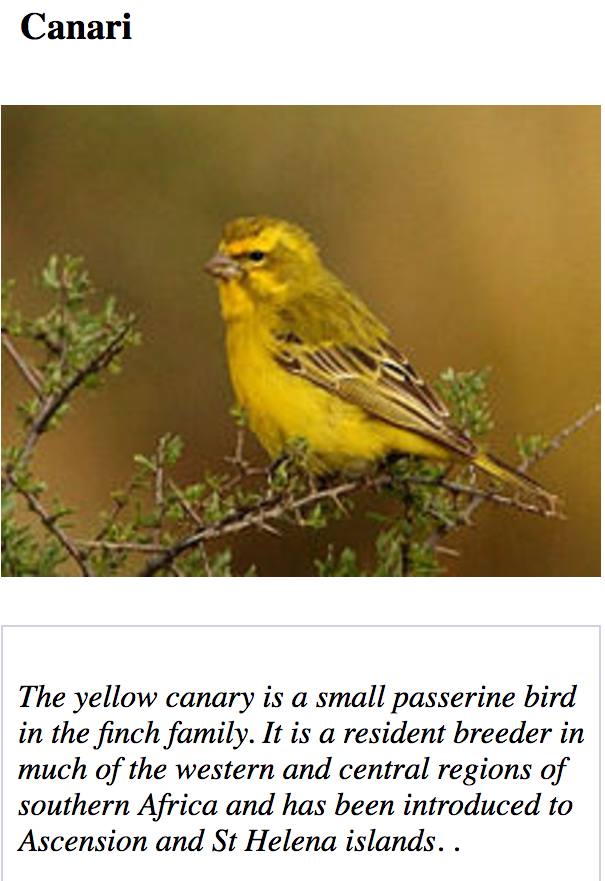 Canari
The yellow canary is a small passerine bird
in the finch family. It is a resident breeder in
much of the western and central regions of
southern Africa and has been introduced to
Ascension and St Helena islands. .